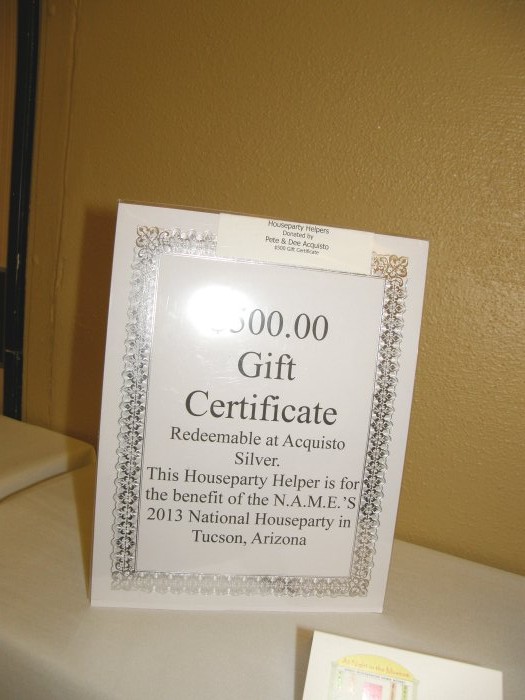 Houseparty Helpers
Donated by
Pete & Dee Acquisto
$500 Gift Certificate
$500.00
Gift
Certificate
Redeemable at Acquisto
Silver.
This Houseparty Helper is for
the benefit of the N.A.M.E.'S
2013 National Houseparty in
Tucson, Arizona